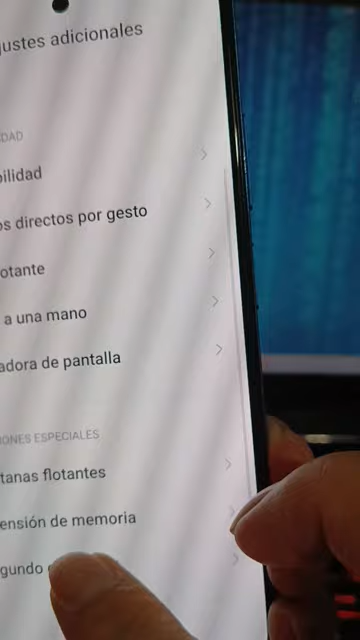 justes adicionales
DAD
bilidad
os directos por gesto
otante
a una mano
adora de pantalla
ONES ESPECIALES
tanas flotantes
ensión de memoria
gundo